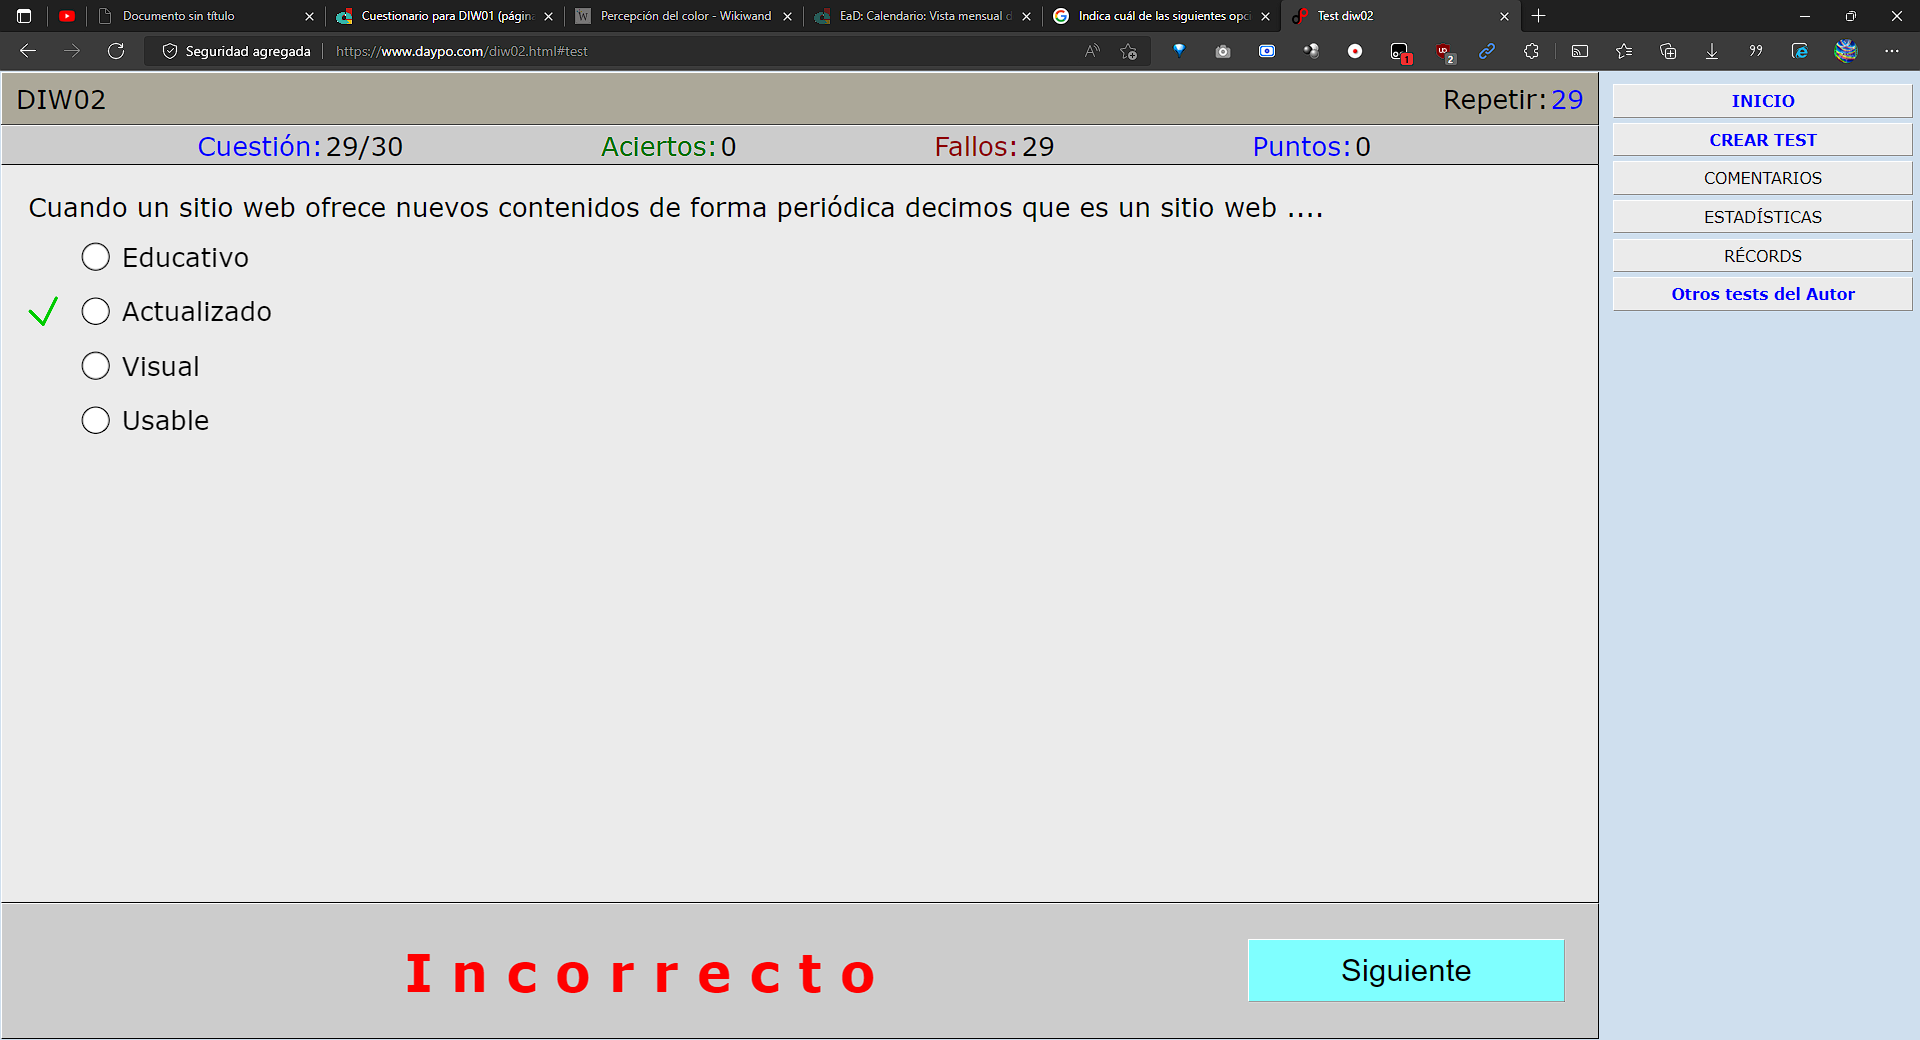 Documento sin título
Cuestionario para DIW01 (págin
Percepción del color - Wikiwand
EaD: Calendario: Vista mensual d
Indica cuál de las siguientes opc
Test diw02
Seguridad agregada
https://www.daypo.com/diw02.html#test
DIW02
Repetir: 29
Cuestión: 29/30
Aciertos: 0
Fallos: 29
Puntos: 0
Cuando un sitio web ofrece nuevos contenidos de forma periódica decimos que es un sitio web ....
Educativo
Actualizado
Visual
Usable
Incorrecto
Siguiente
INICIO
CREAR TEST
COMENTARIOS
ESTADÍSTICAS
RÉCORDS
Otros tests del Autor